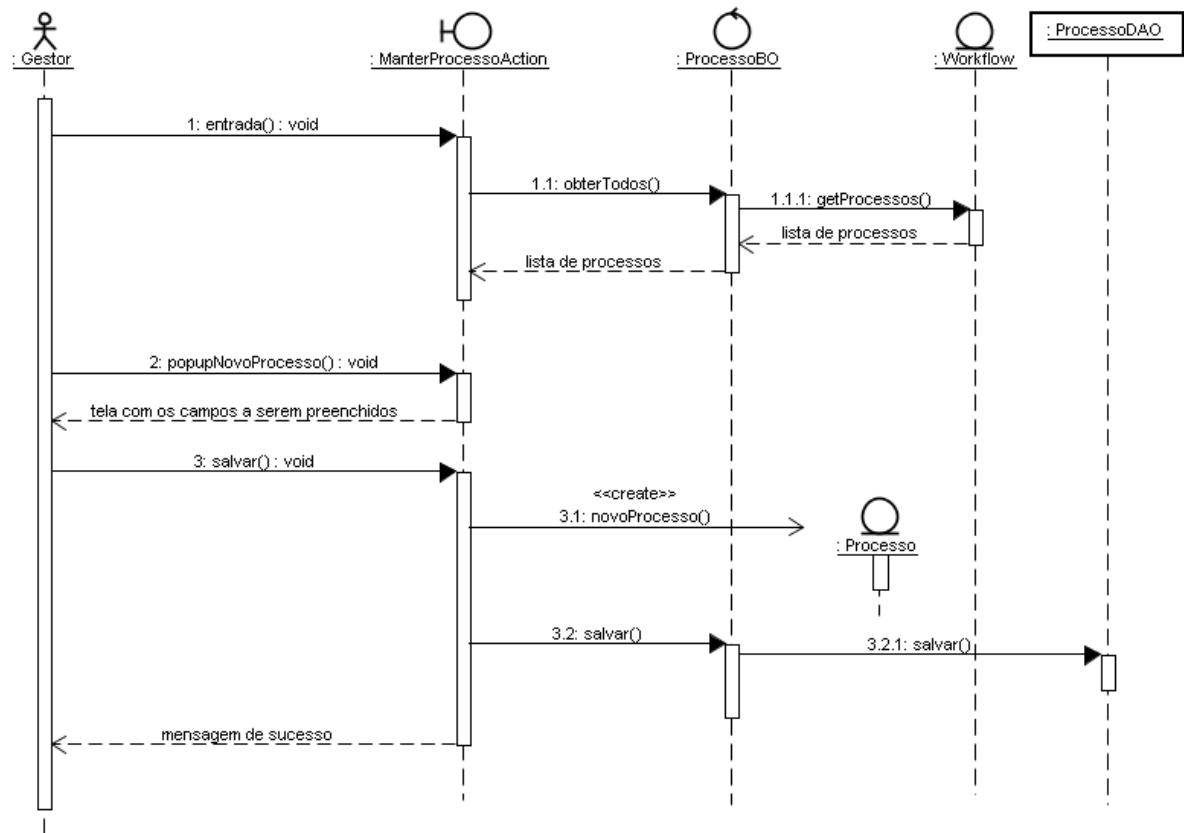 : Gestor
: ManterProcessoAction
: ProcessoBO
: Workflow
: ProcessoDAO
1: entrada() : void
1.1: obterTodos()
1.1.1: getProcessos()
lista de processos
lista de processos
2: popupNovoProcesso() : void
tela com os campos a serem preenchidos
3: salvar() : void
<<create>>
3.1: novoProcesso()
: Processo
3.2: salvar()
3.2.1: salvar()
mensagem de sucesso